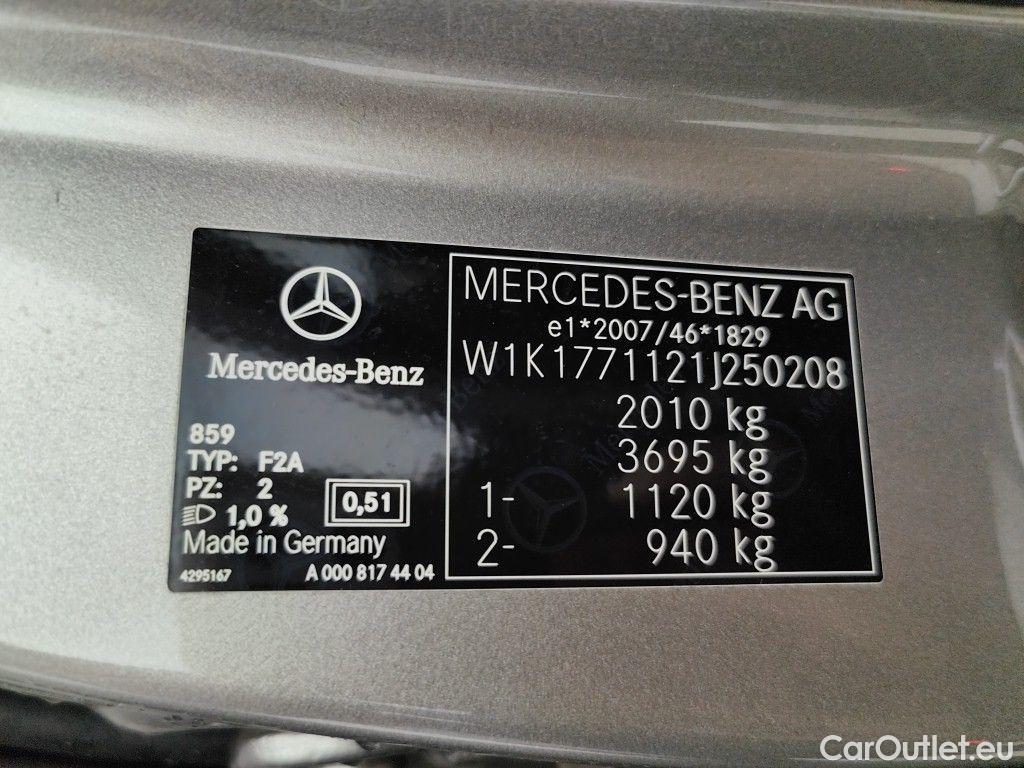 Mercedes-Benz
859
TYP: F2A
PZ: 2
1,0 %
0,51
Made in Germany
4295167 A 000 817 44 04
MERCEDES-BENZ AG
e1*2007/46*1829
W1K1771121J250208
2010 kg
3695 kg
1- 1120 kg
2- 940 kg
CarOutlet.eu